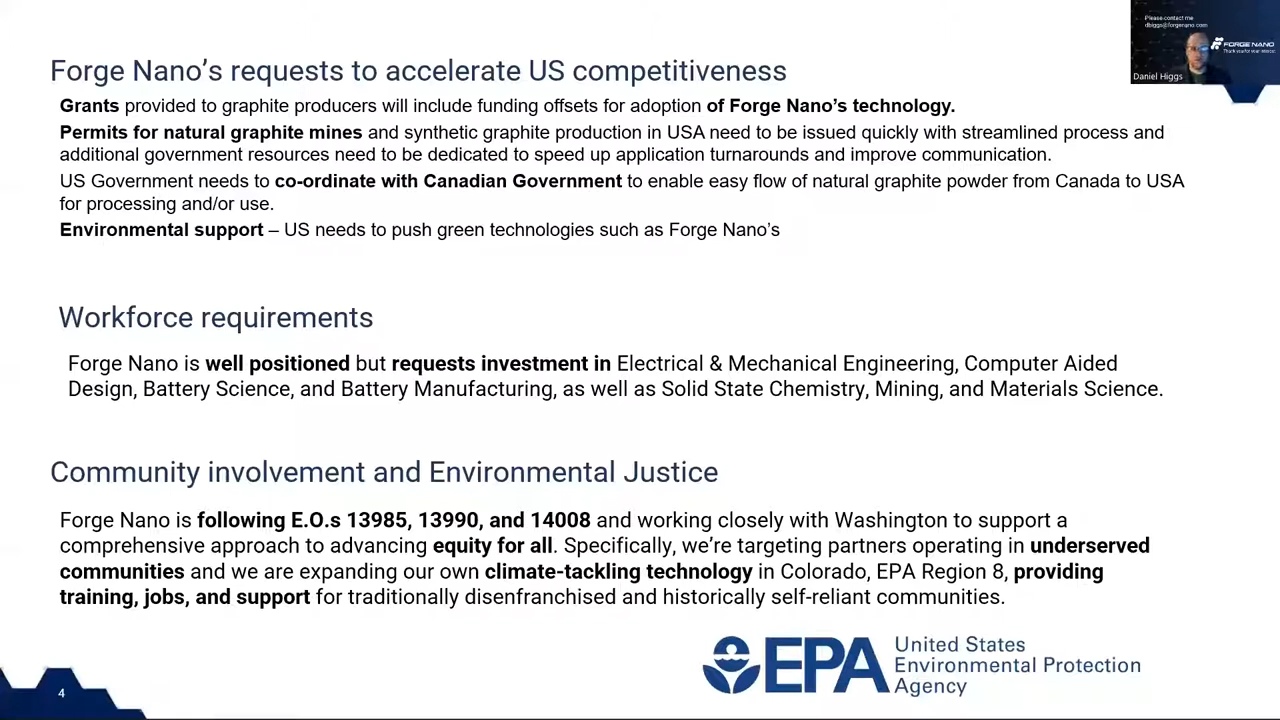 Please contact me
dbiggs@forgenano.com
FORGE NANO
Daniel Higgs
Forge Nano’s requests to accelerate US competitiveness
Grants provided to graphite producers will include funding offsets for adoption of Forge Nano’s technology.
Permits for natural graphite mines and synthetic graphite production in USA need to be issued quickly with streamlined process and
additional government resources need to be dedicated to speed up application turnarounds and improve communication.
US Government needs to co-ordinate with Canadian Government to enable easy flow of natural graphite powder from Canada to USA
for processing and/or use.
Environmental support – US needs to push green technologies such as Forge Nano’s
Workforce requirements
Forge Nano is well positioned but requests investment in Electrical & Mechanical Engineering, Computer Aided
Design, Battery Science, and Battery Manufacturing, as well as Solid State Chemistry, Mining, and Materials Science.
Community involvement and Environmental Justice
Forge Nano is following E.O.s 13985, 13990, and 14008 and working closely with Washington to support a
comprehensive approach to advancing equity for all. Specifically, we’re targeting partners operating in underserved
communities and we are expanding our own climate-tackling technology in Colorado, EPA Region 8, providing
training, jobs, and support for traditionally disenfranchised and historically self-reliant communities.
EPA
United States
Environmental Protection
Agency
4